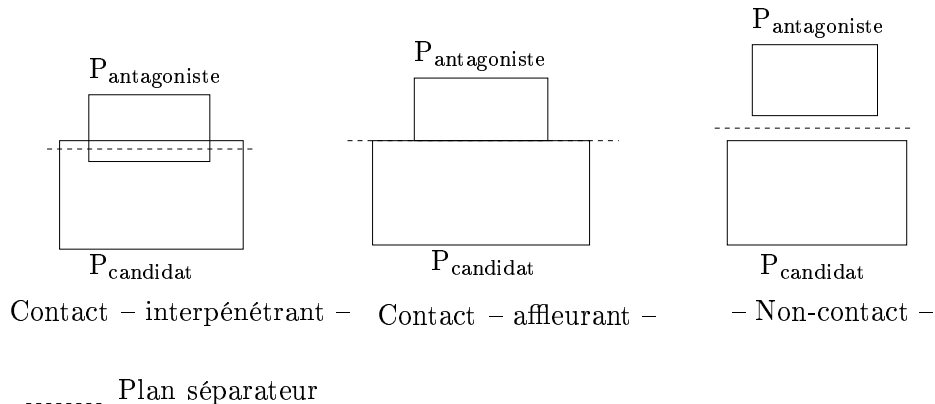 P_antagoniste
P_antagoniste
P_antagoniste
P_candidat
P_candidat
P_candidat
Contact – interpénétrant –
Contact – affleurant –
– Non-contact –
Plan séparateur